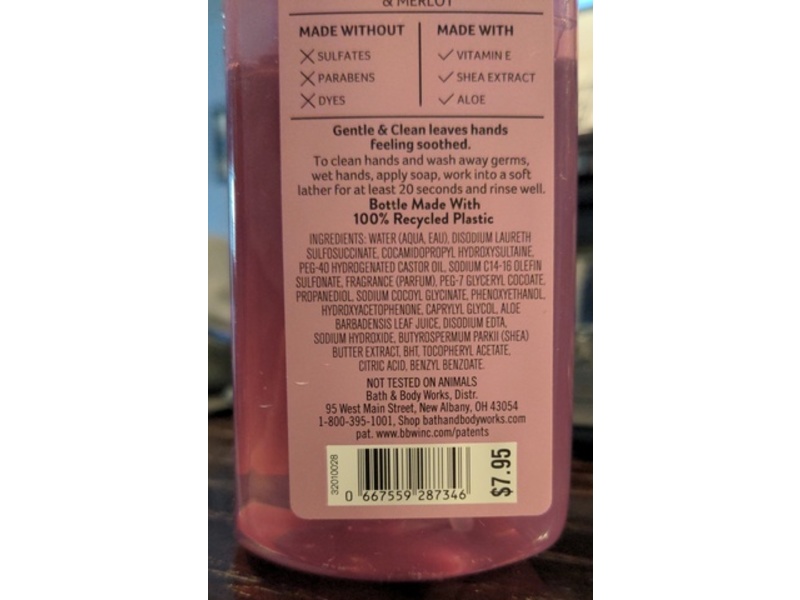 & MERLOT
MADE WITHOUT
SULFATES
PARABENS
DYES
MADE WITH
VITAMIN E
SHEA EXTRACT
ALOE
Gentle & Clean leaves hands
feeling soothed.
To clean hands and wash away germs,
wet hands, apply soap, work into a soft
lather for at least 20 seconds and rinse well.
Bottle Made With
100% Recycled Plastic
INGREDIENTS: WATER (AQUA, EAU), DISODIUM LAURETH
SULFOSUCCINATE, COCAMIDOPROPYL HYDROXYSULTAINE,
PEG-40 HYDROGENATED CASTOR OIL, SODIUM C14-16 OLEFIN
SULFONATE, FRAGRANCE (PARFUM), PEG-7 GLYCERYL COCOATE,
PROPANEDIOL, SODIUM COCOYL GLYCINATE, PHENOXYETHANOL,
HYDROXYACETOPHENONE, CAPRYLYL GLYCOL, ALOE
BARBADENSIS LEAF JUICE, DISODIUM EDTA,
SODIUM HYDROXIDE, BUTYROSPERMUM PARKII (SHEA)
BUTTER EXTRACT, BHT, TOCOPHERYL ACETATE,
CITRIC ACID, BENZYL BENZOATE.
NOT TESTED ON ANIMALS
Bath & Body Works, Distr.
95 West Main Street, New Albany, OH 43054
1-800-395-1001, Shop bathandbodyworks.com
pat. www.bbwinc.com/patents
32010028
0 667559 287346
$7.95